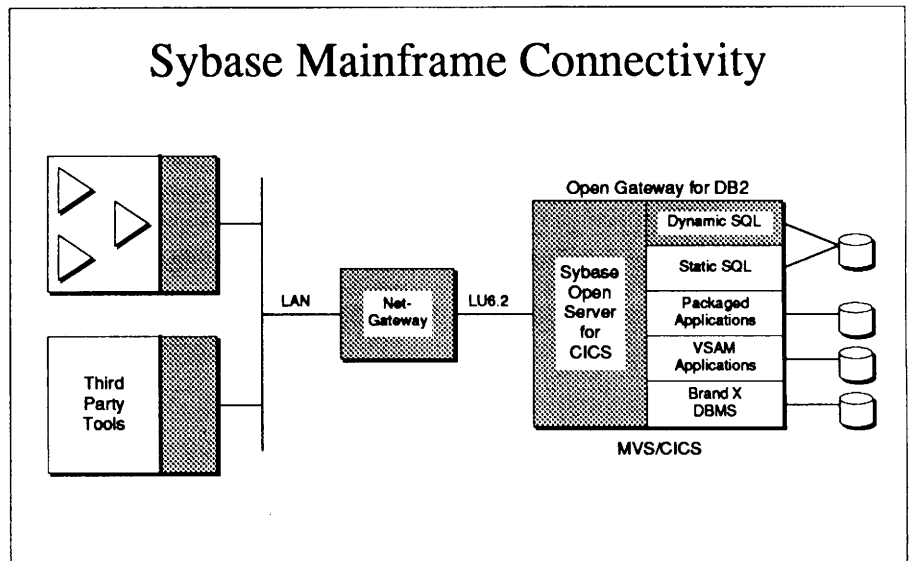 Sybase Mainframe Connectivity
Third
Party
Tools
LAN
Net-
Gateway
LU6.2
Open Gateway for DB2
Sybase
Open
Server
for
CICS
Dynamic SQL
Static SQL
Packaged
Applications
VSAM
Applications
Brand X
DBMS
MVS/CICS